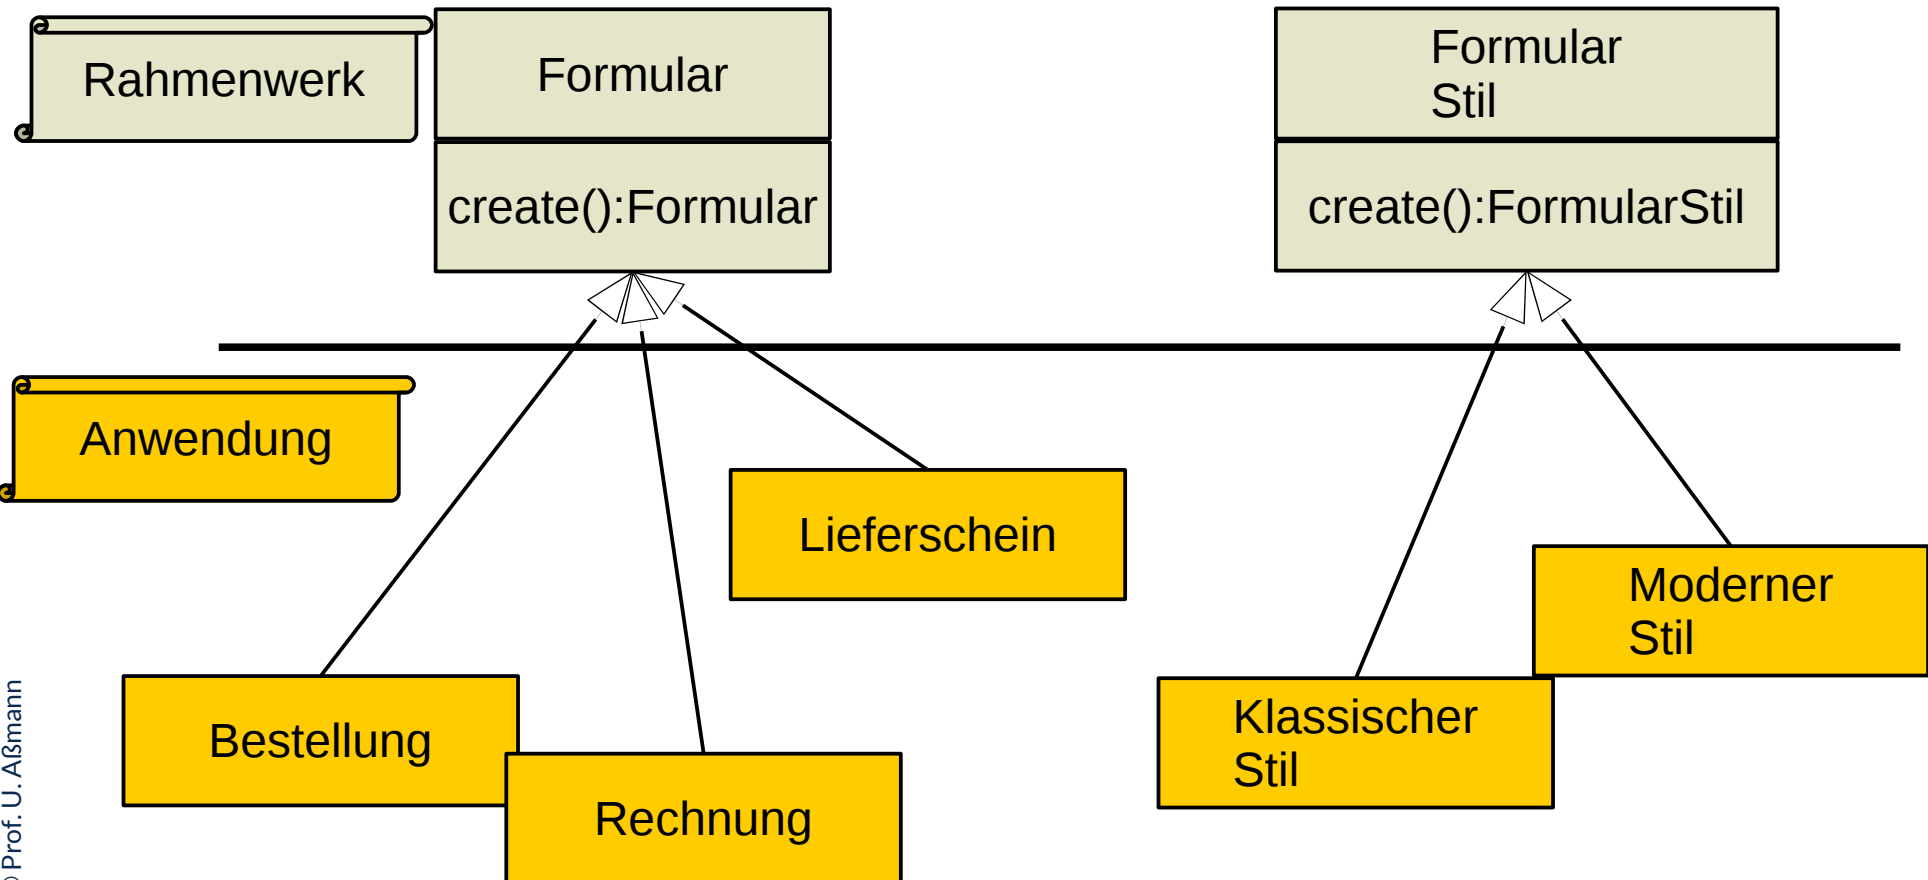 Rahmenwerk
Formular
create():Formular
Formular
Stil
create():FormularStil
Anwendung
Lieferschein
Bestellung
Rechnung
Moderner
Stil
Klassischer
Stil
© Prof. U. Aßmann